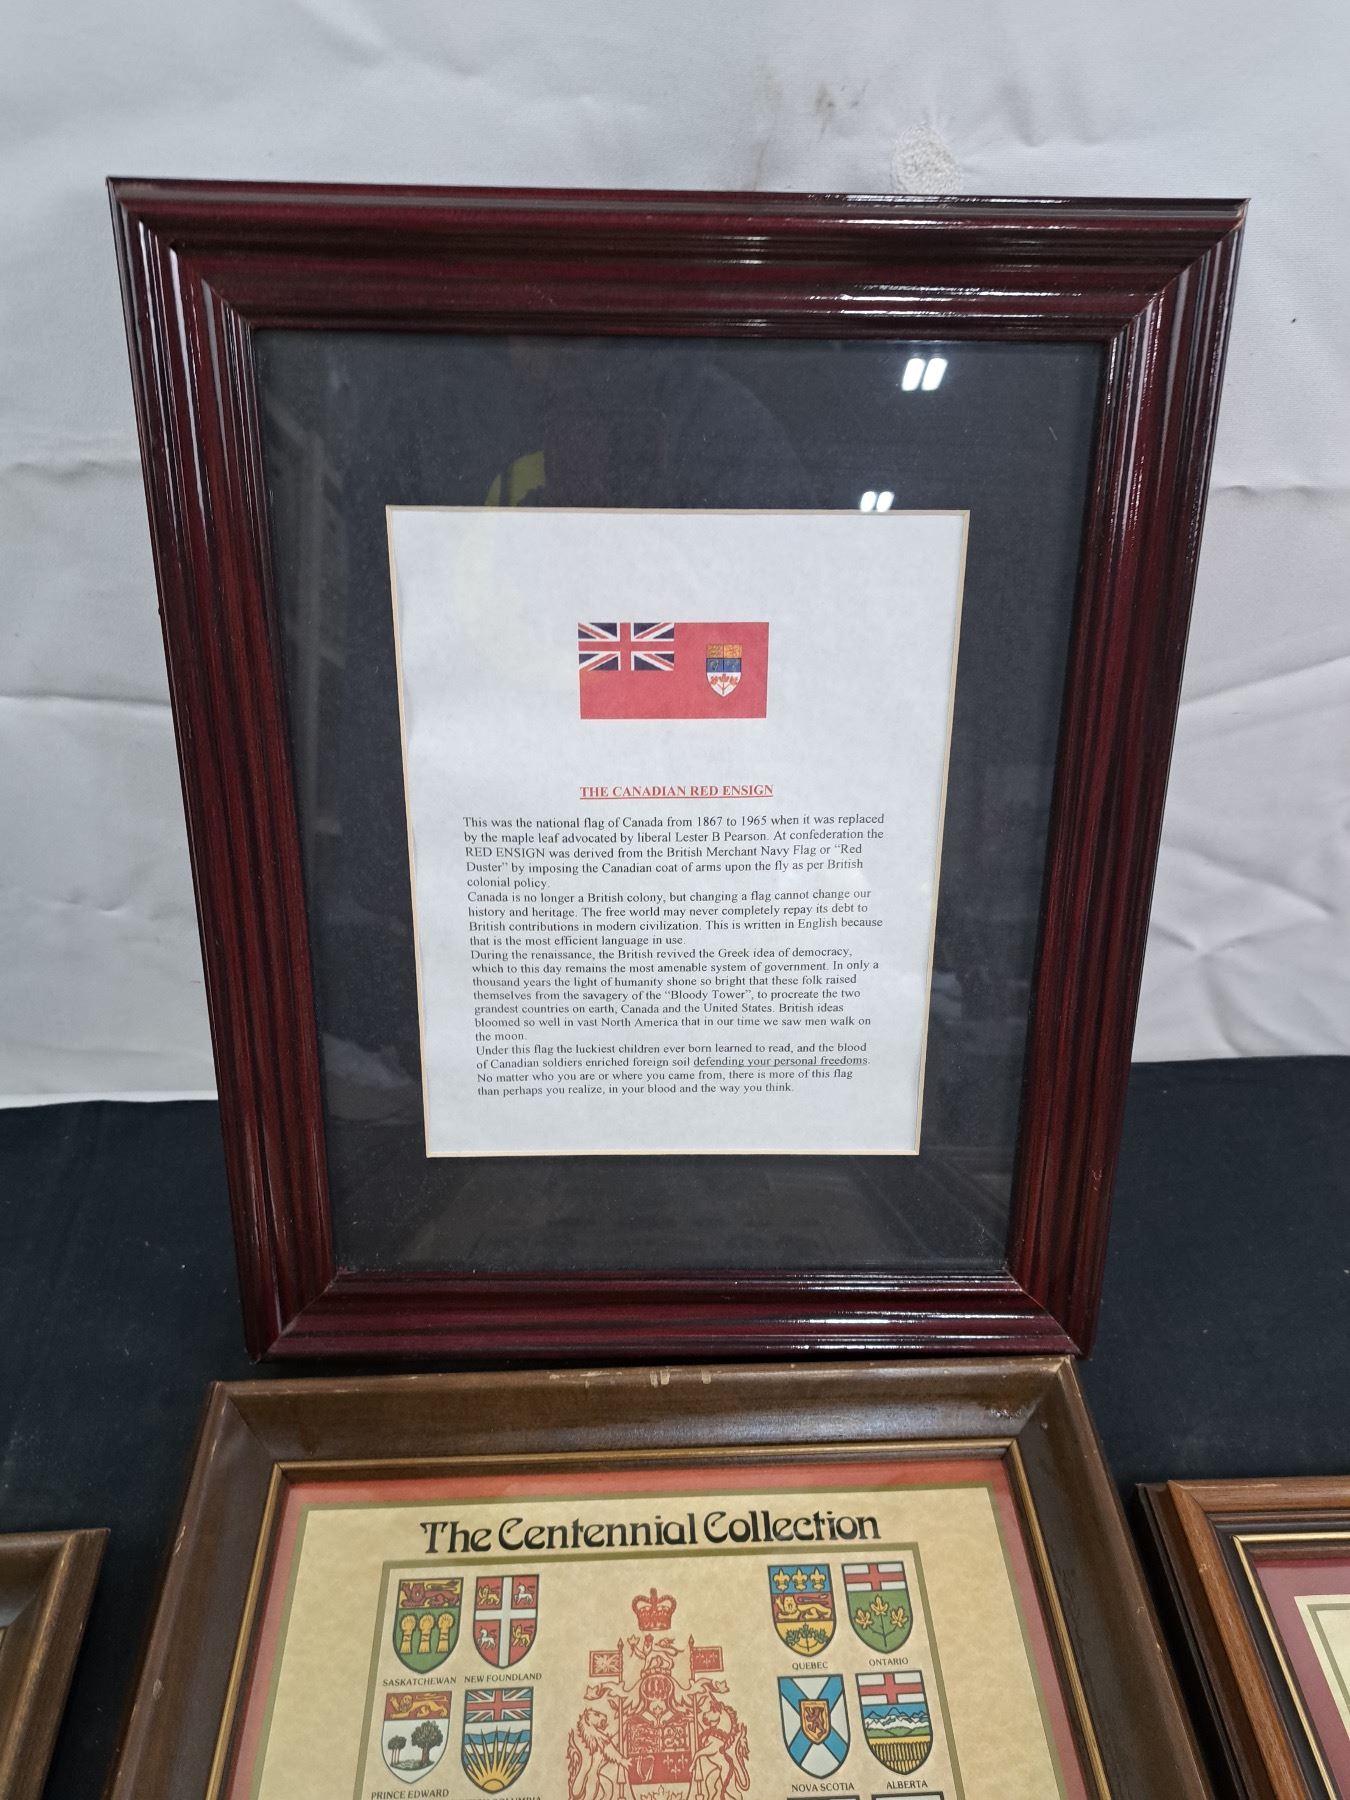 THE CANADIAN RED ENSIGN
This was the national flag of Canada from 1867 to 1965 when it was replaced
by the maple leaf advocated by liberal Lester B Pearson. At confederation the
RED ENSIGN was derived from the British Merchant Navy Flag or “Red
Duster” by imposing the Canadian coat of arms upon the fly as per British
colonial policy.
Canada is no longer a British colony, but changing a flag cannot change our
history and heritage. The free world may never completely repay its debt to
British contributions in modern civilization. This is written in English because
that is the most efficient language in use.
During the renaissance, the British revived the Greek idea of democracy,
which to this day remains the most amenable system of government. In only a
thousand years the light of humanity shone so bright that these folk raised
themselves from the savagery of the “Bloody Tower”, to procreate the two
grandest countries on earth, Canada and the United States. British ideas
bloomed so well in vast North America that in our time we saw men walk on
the moon.
Under this flag the luckiest children ever born learned to read, and the blood
of Canadian soldiers enriched foreign soil defending your personal freedoms.
No matter who you are or where you came from, there is more of this flag
than perhaps you realize, in your blood and the way you think.
The Centennial Collection
SASKATCHEWAN NEW FOUNDLAND
QUEBEC ONTARIO
PRINCE EDWARD
NOVA SCOTIA ALBERTA